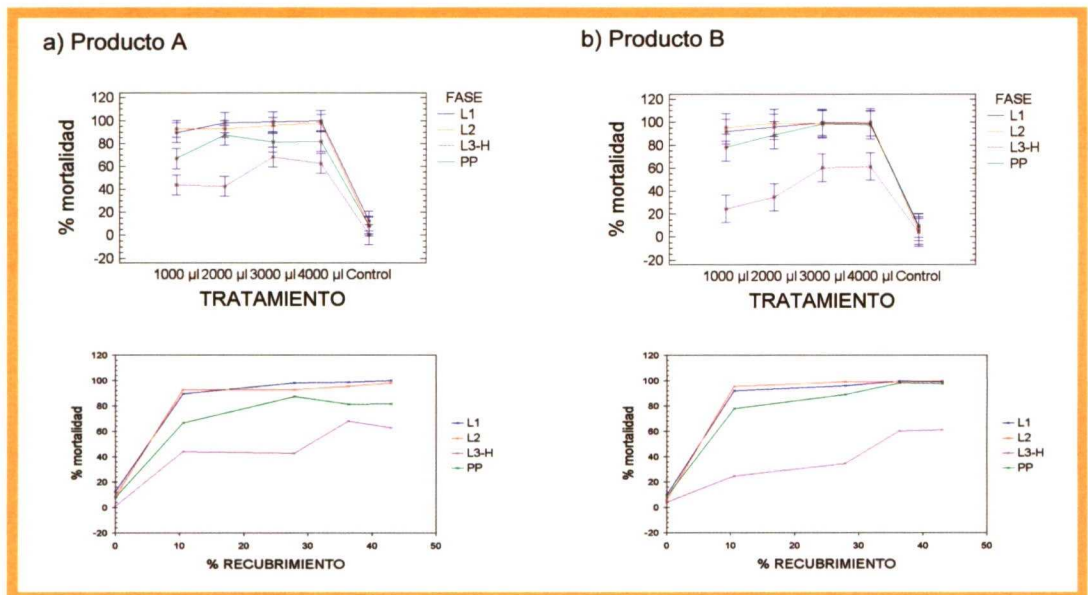 a) Producto A
% mortalidad
120
100
80
60
40
20
0
-20
1000 µl 2000 µl 3000 µl 4000 µl Control
TRATAMIENTO
FASE
L1
L2
L3-H
PP
b) Producto B
% mortalidad
120
100
80
60
40
20
0
-20
1000 µl 2000 µl 3000 µl 4000 µl Control
TRATAMIENTO
FASE
L1
L2
L3-H
PP
% mortalidad
120
100
80
60
40
20
0
-20
0 10 20 30 40 50
% RECUBRIMIENTO
L1
L2
L3-H
PP
% mortalidad
120
100
80
60
40
20
0
-20
0 10 20 30 40 50
% RECUBRIMIENTO
L1
L2
L3-H
PP